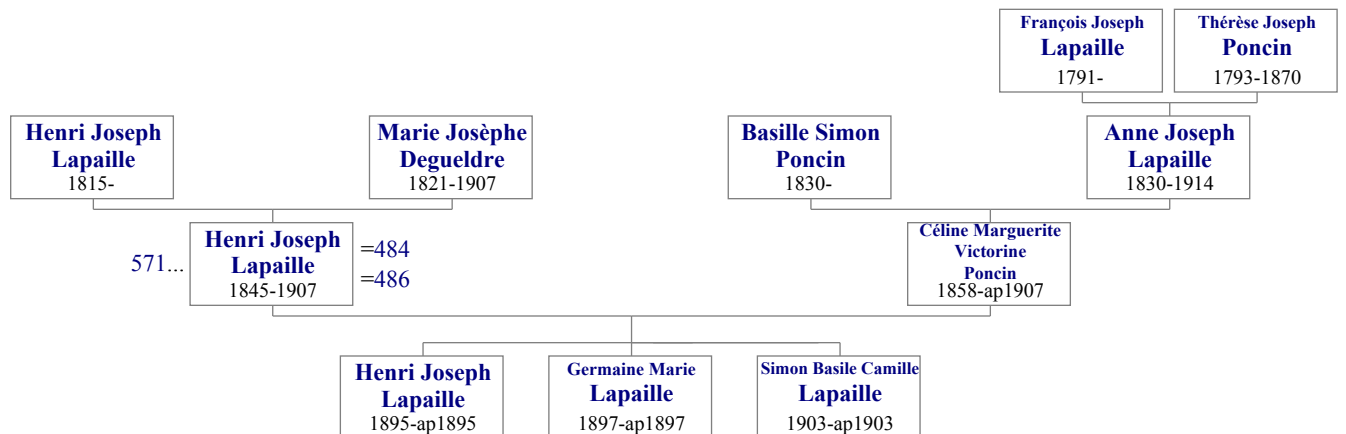 François Joseph
Lapaille
1791-
Thérèse Joseph
Poncin
1793-1870
Henri Joseph
Lapaille
1815-
Marie Josèphe
Degueldre
1821-1907
Basille Simon
Poncin
1830-
Anne Joseph
Lapaille
1830-1914
571...
Henri Joseph
Lapaille
1845-1907
=484
=486
Céline Marguerite
Victorine
Poncin
1858-ap1907
Henri Joseph
Lapaille
1895-ap1895
Germaine Marie
Lapaille
1897-ap1897
Simon Basile Camille
Lapaille
1903-ap1903